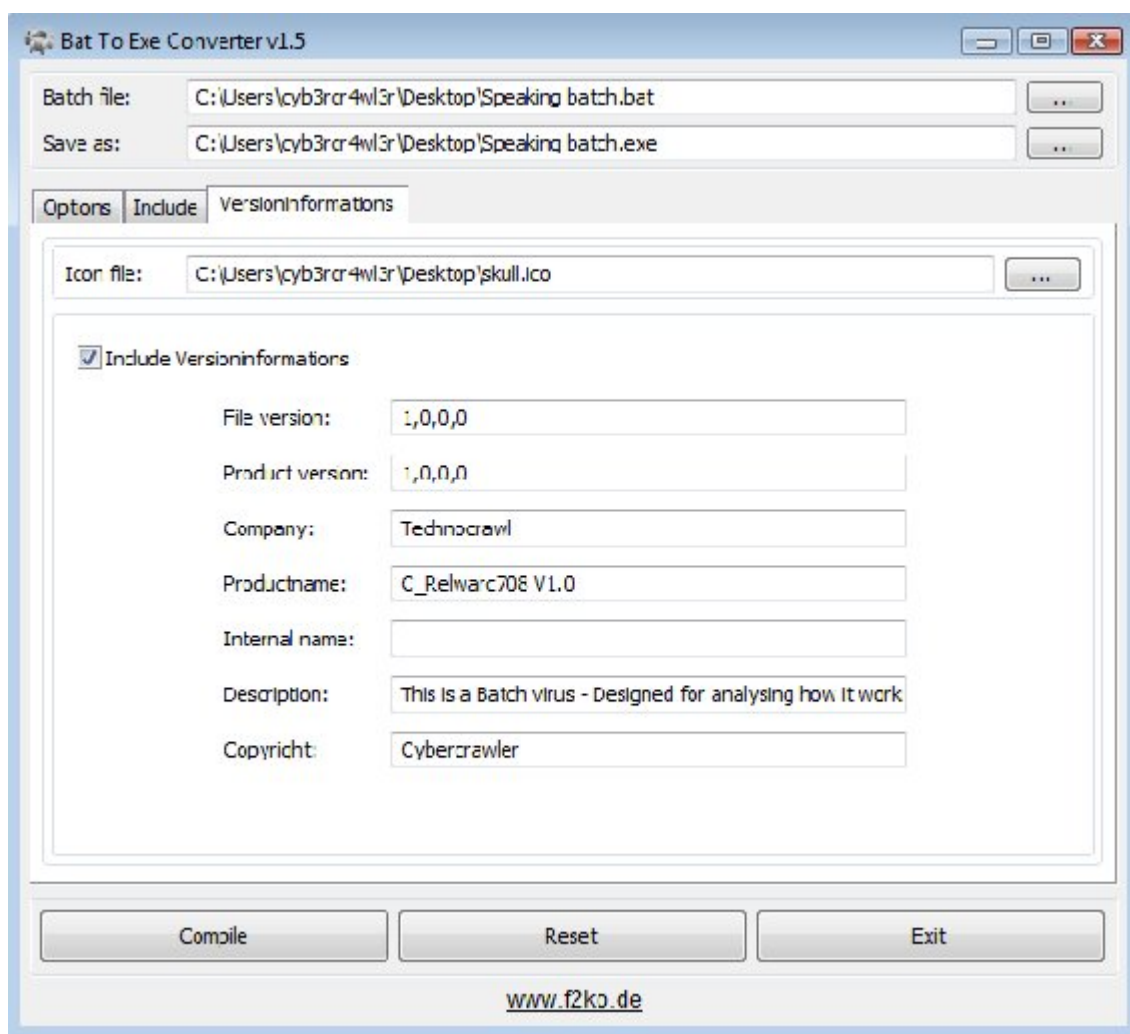 Bat To Exe Converter v1.5
Batch file: C:\Users\cyb3rcr4wl3r\Desktop\Speaking batch.bat ...
Save as: C:\Users\cyb3rcr4wl3r\Desktop\Speaking batch.exe ...
Optons Include Versioninformations
Icon file: C:\Users\cyb3rcr4wl3r\Desktop\skull.ico ...
Include Versioninformations
File version: 1,0,0,0
Product version: 1,0,0,0
Company: Technocrawl
Productname: C_Relwarc708 V1.0
Internal name:
Description: This is a Batch virus - Designed for analysing how it work
Copyright: Cybercrawler
Compile Reset Exit
www.f2ko.de